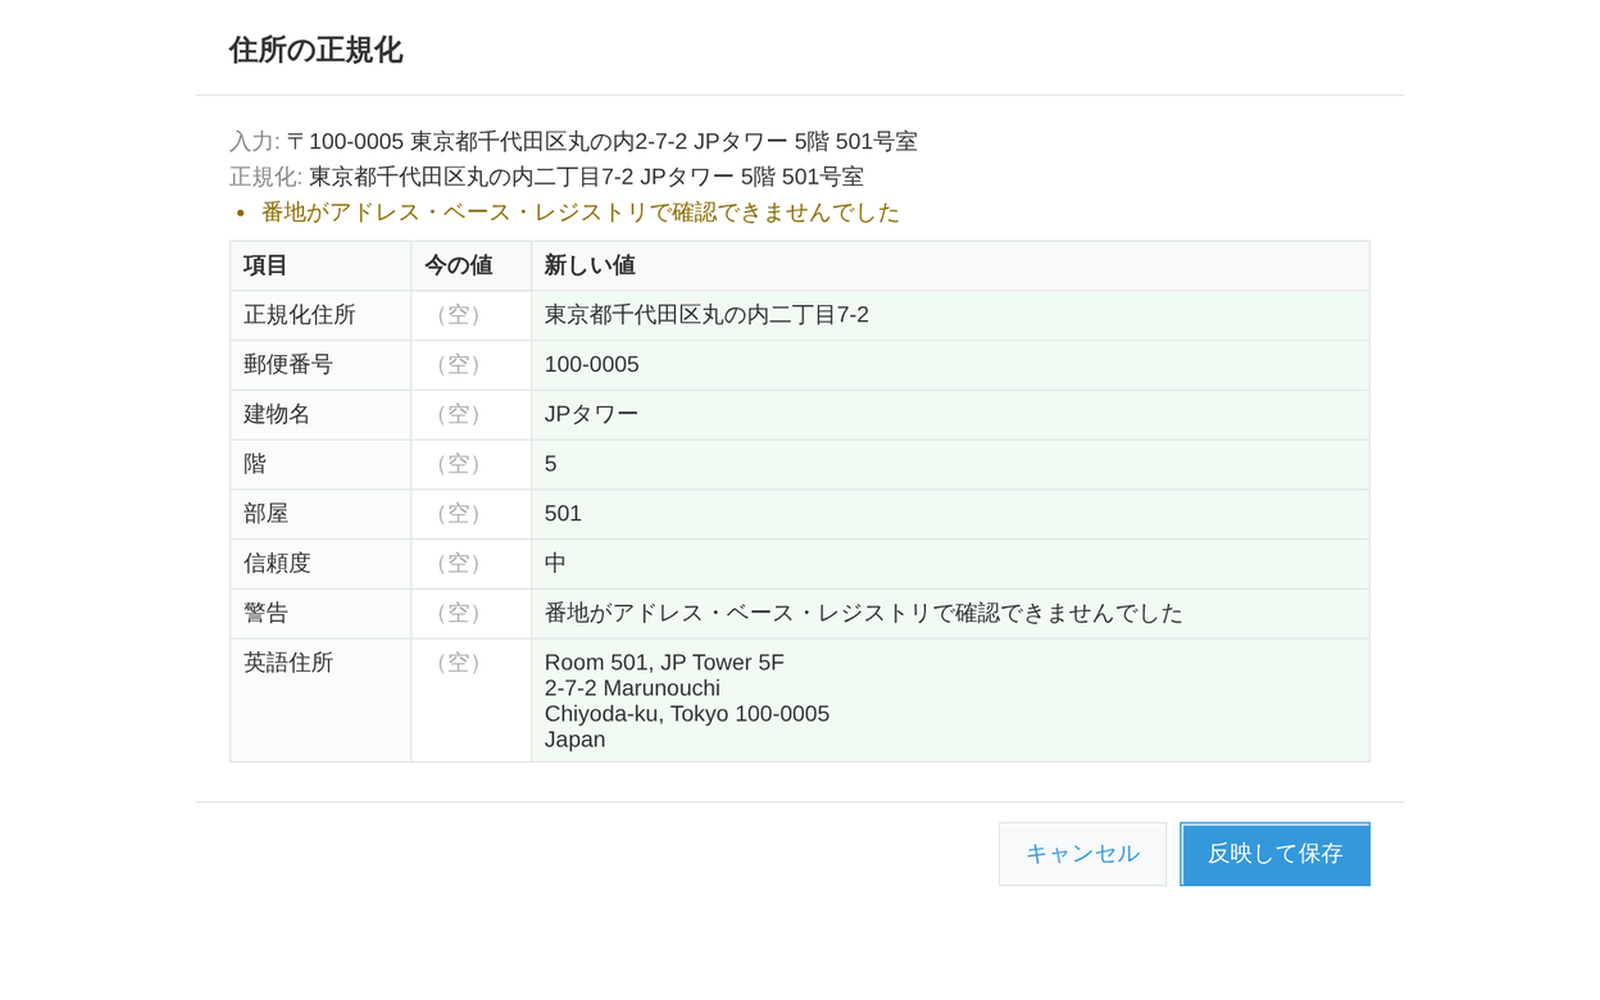 住所の正規化
入力: 〒100-0005 東京都千代田区丸の内2-7-2 JPタワー 5階 501号室
正規化: 東京都千代田区丸の内二丁目7-2 JPタワー 5階 501号室
• 番地がアドレス・ベース・レジストリで確認できませんでした
項目 今の値 新しい値
正規化住所 （空） 東京都千代田区丸の内二丁目7-2
郵便番号 （空） 100-0005
建物名 （空） JPタワー
階 （空） 5
部屋 （空） 501
信頼度 （空） 中
警告 （空） 番地がアドレス・ベース・レジストリで確認できませんでした
英語住所 （空） Room 501, JP Tower 5F
2-7-2 Marunouchi
Chiyoda-ku, Tokyo 100-0005
Japan
キャンセル 反映して保存